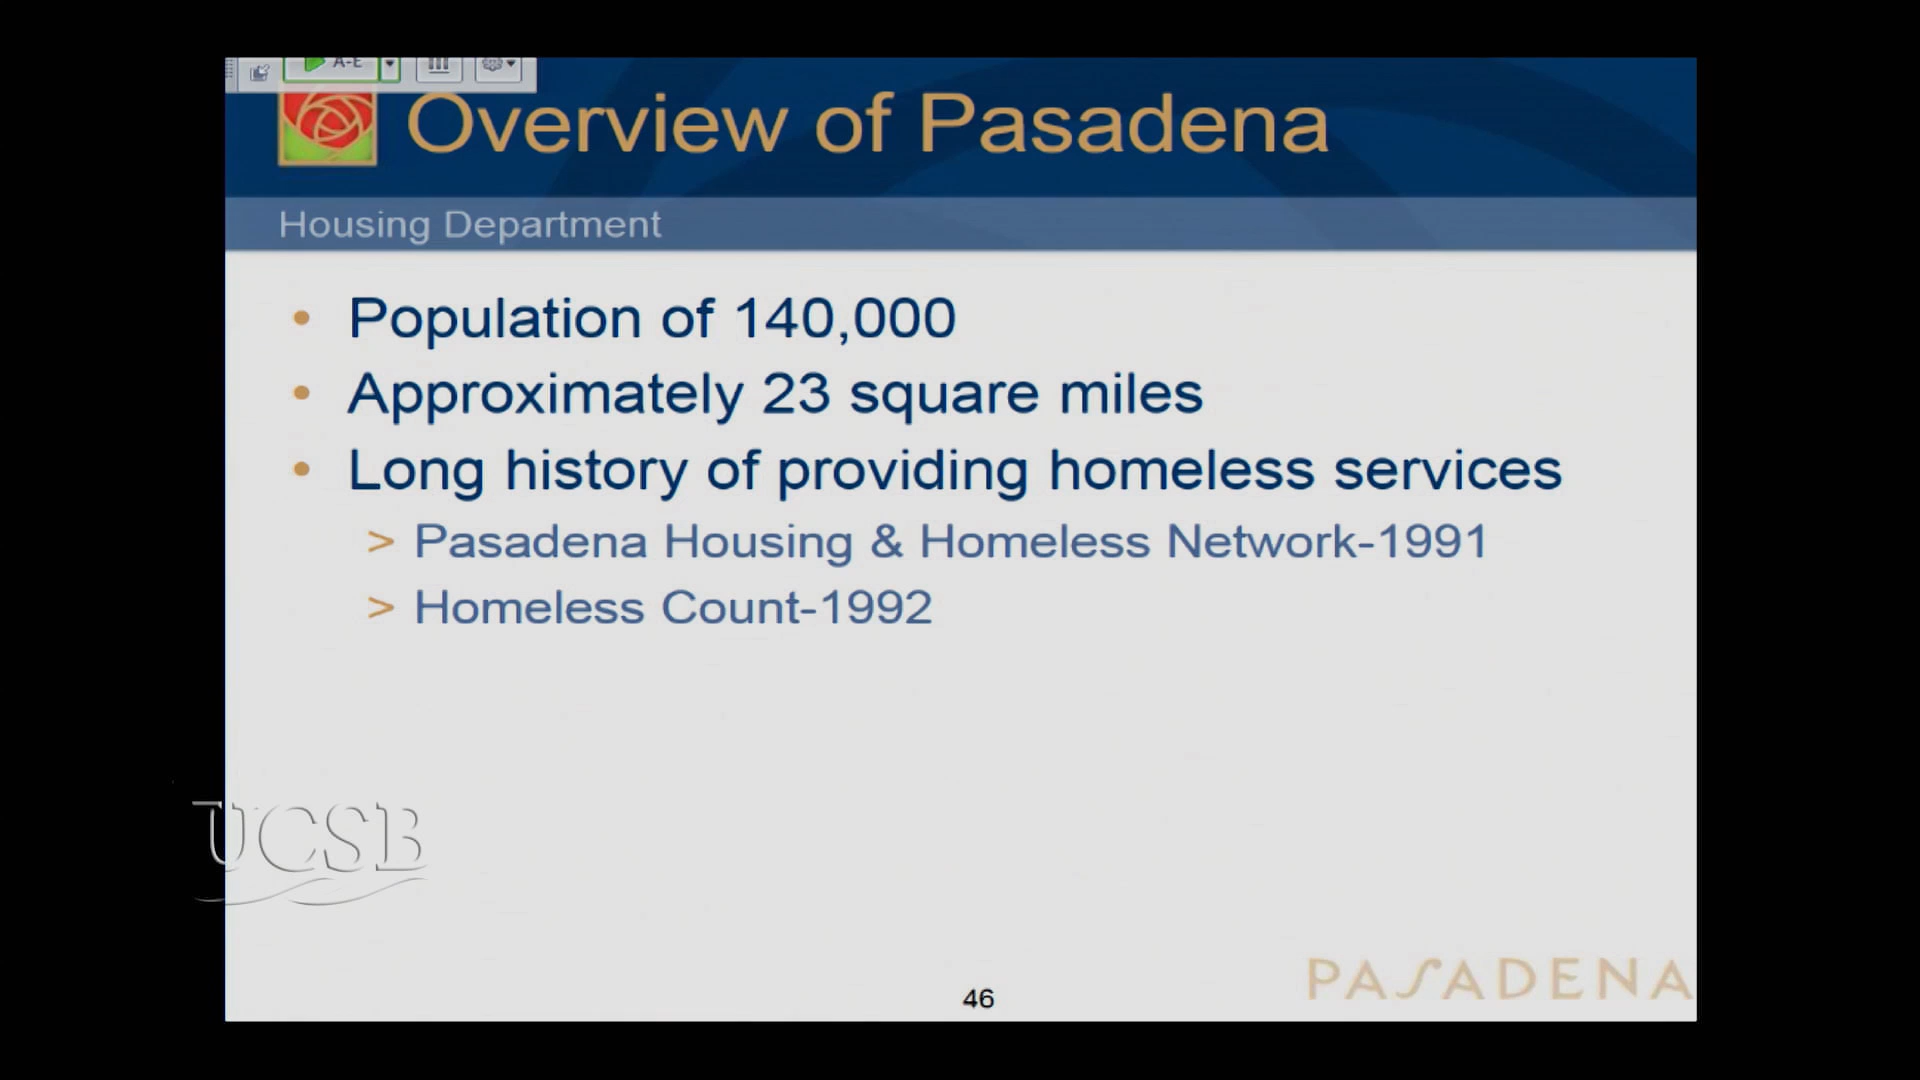 A-E
Overview of Pasadena
Housing Department
• Population of 140,000
• Approximately 23 square miles
• Long history of providing homeless services
> Pasadena Housing & Homeless Network-1991
> Homeless Count-1992
UCSB
46
PASADENA